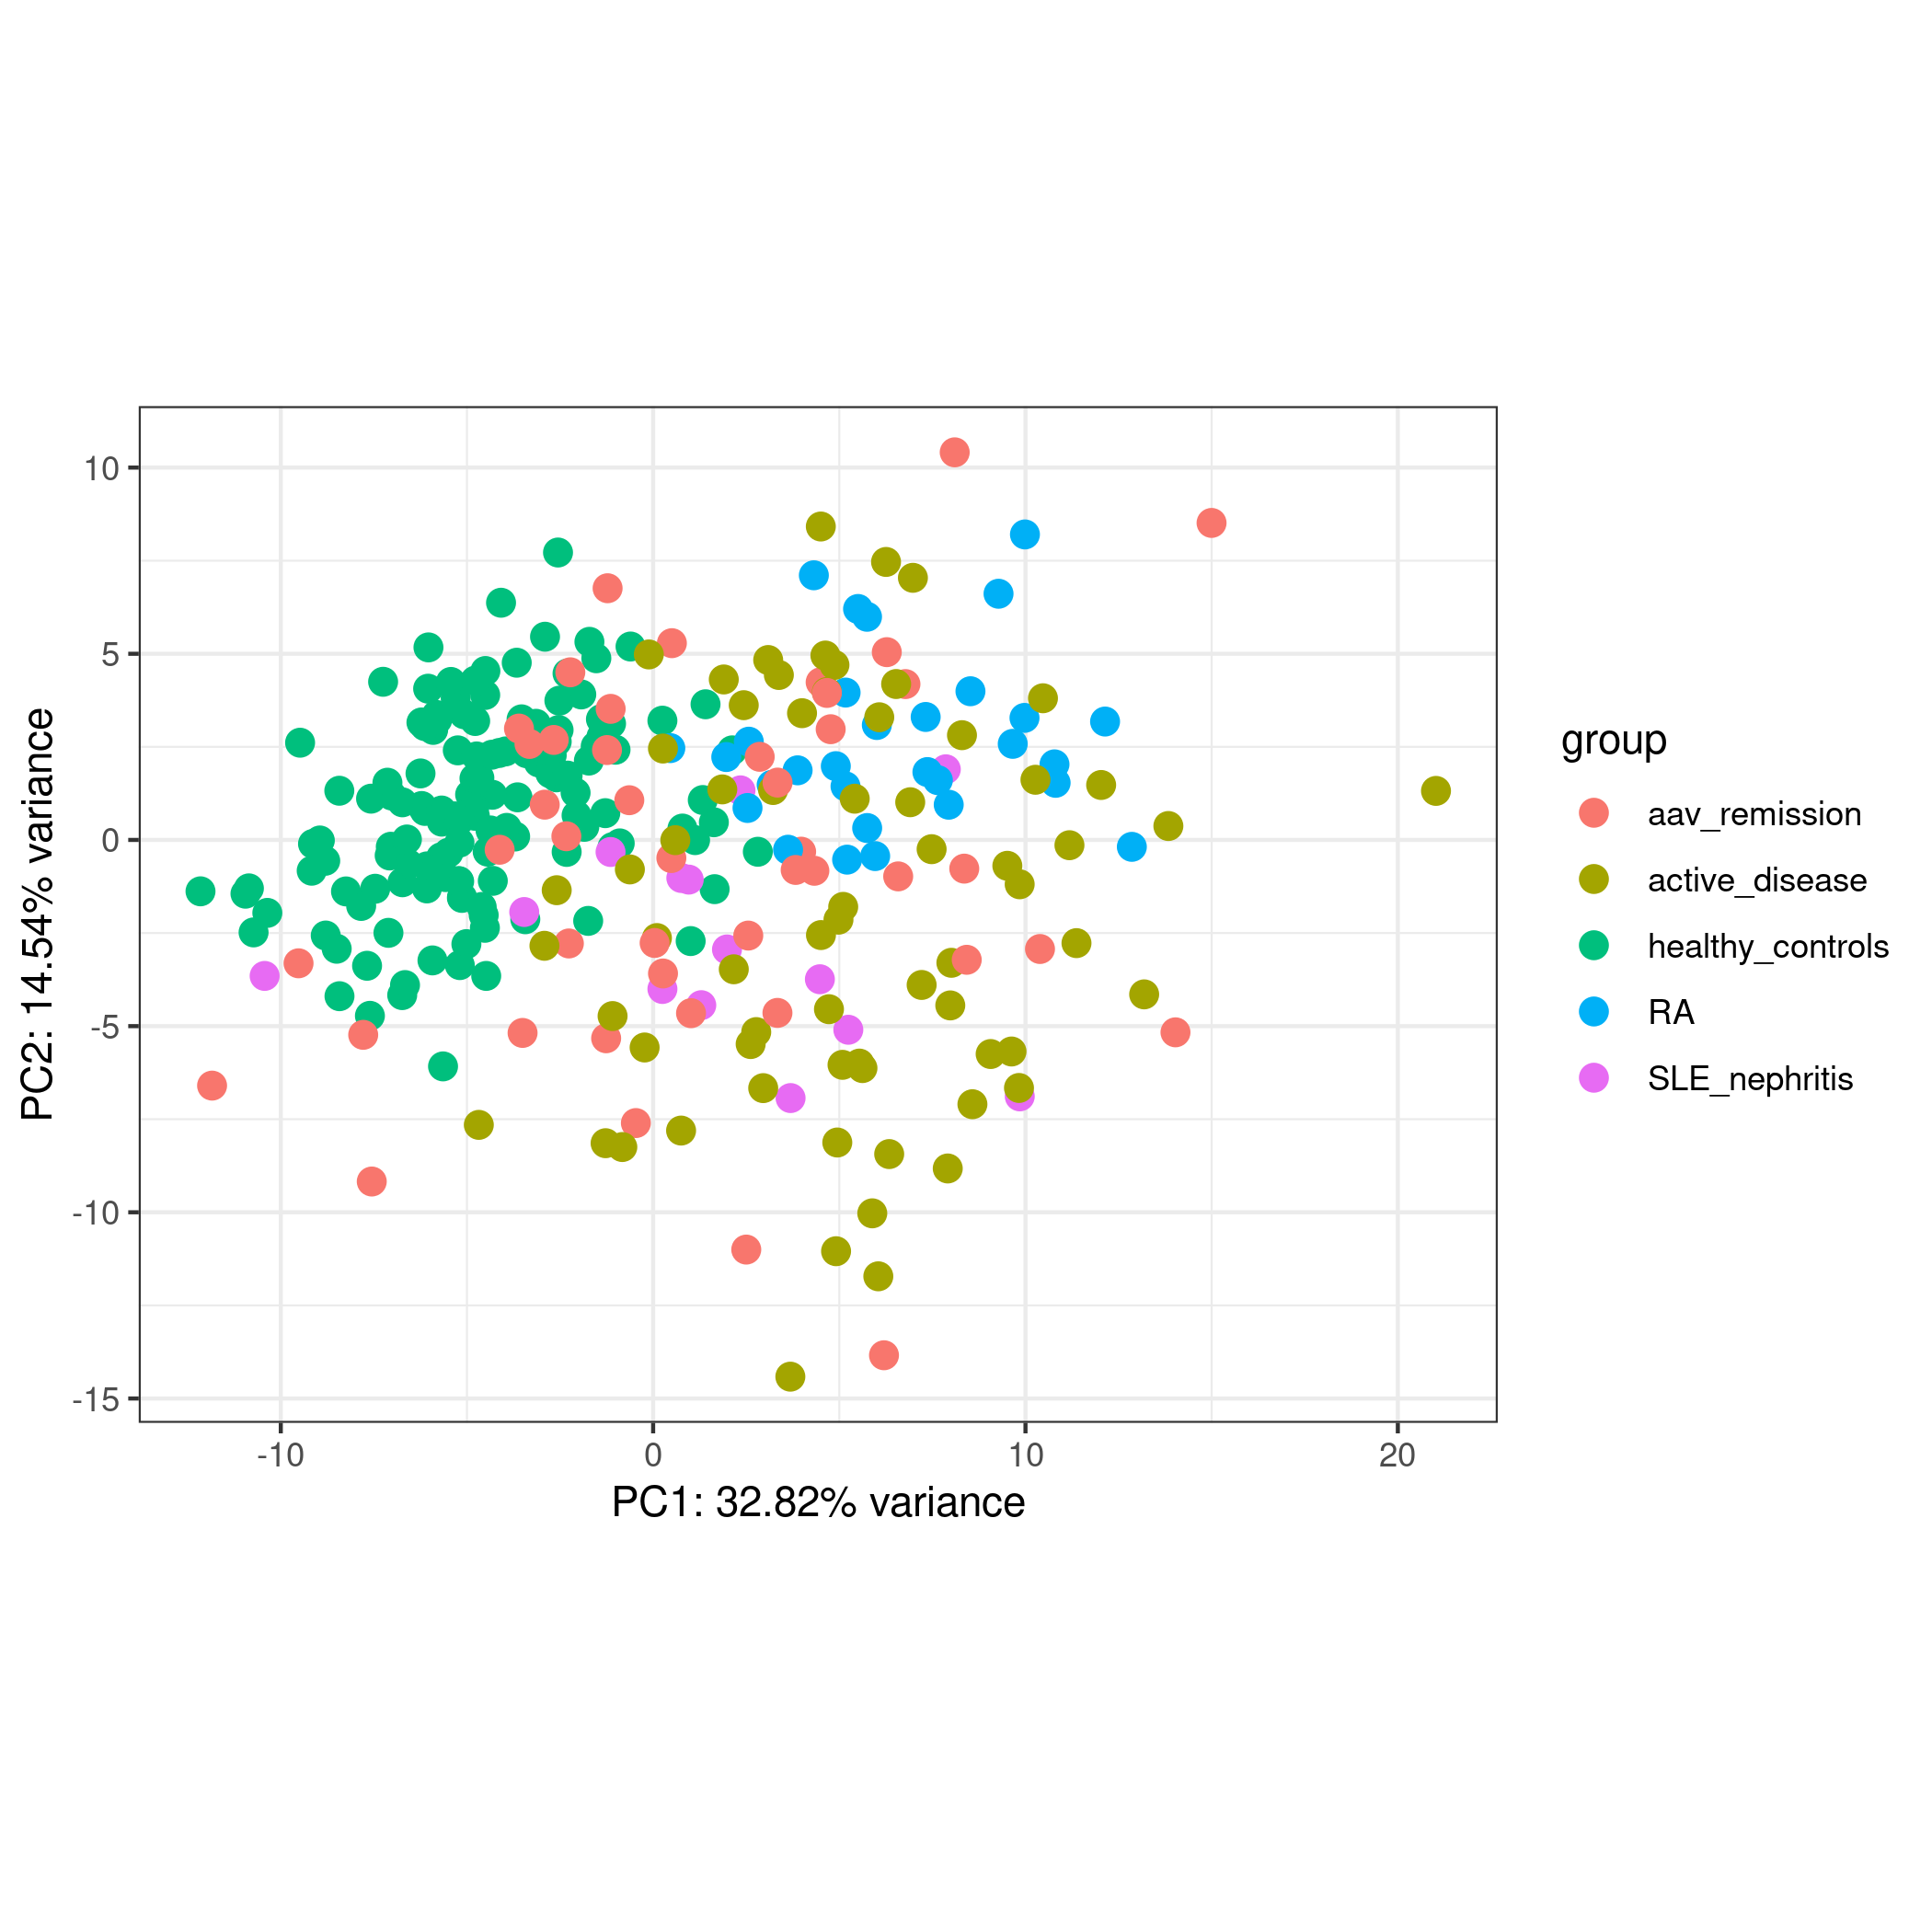 10
5
0
-5
-10
-15
PC2: 14.54% variance
-10
0
10
20
PC1: 32.82% variance
group
aav_remission
active_disease
healthy_controls
RA
SLE_nephritis